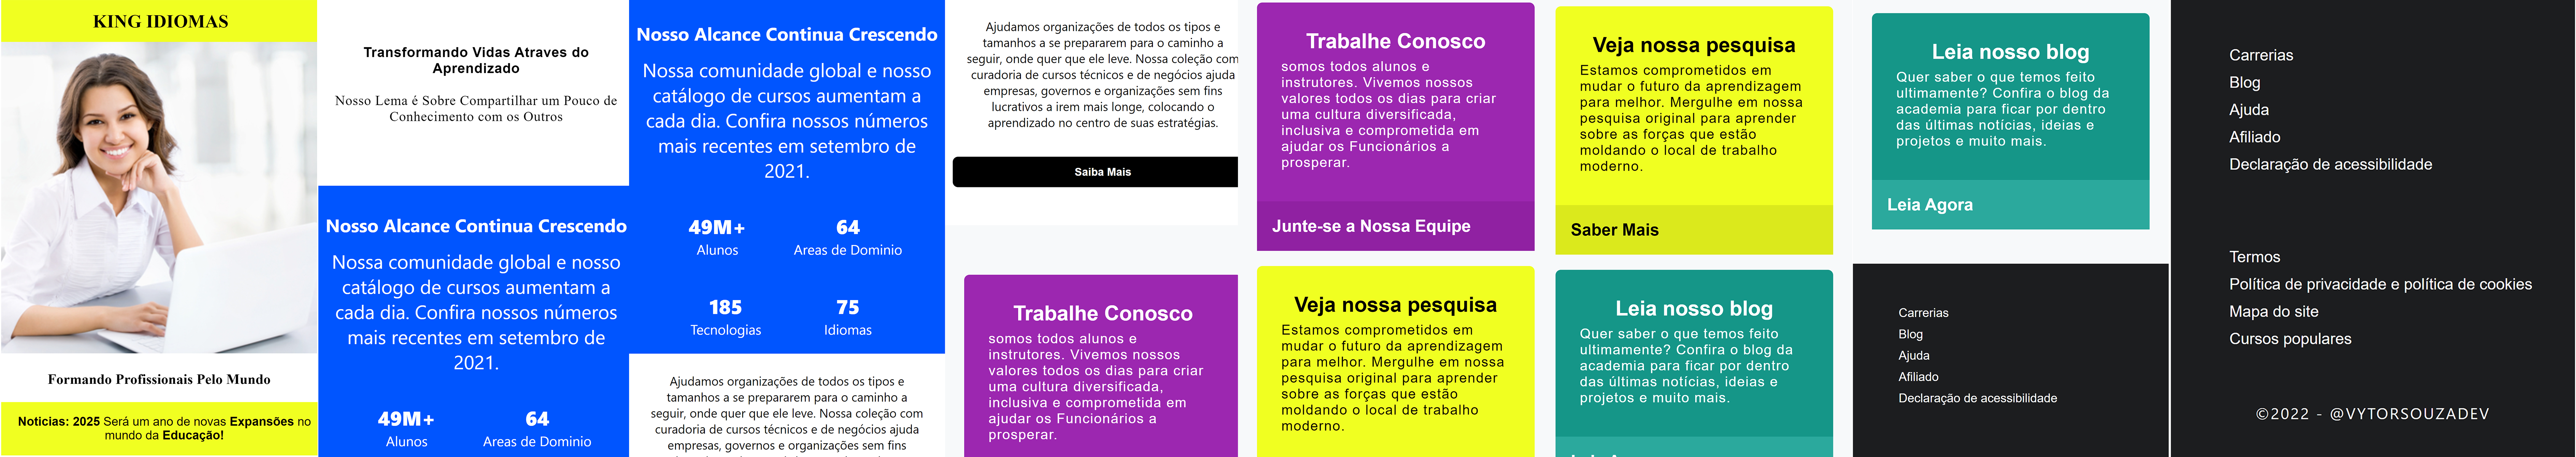 KING IDIOMAS
Formando Profissionais Pelo Mundo
Noticias: 2025 Será um ano de novas Expansões no
mundo da Educação!
Transformando Vidas Atraves do
Aprendizado
Nosso Lema é Sobre Compartilhar um Pouco de
Conhecimento com os Outros
Nosso Alcance Continua Crescendo
Nossa comunidade global e nosso
catálogo de cursos aumentam a
cada dia. Confira nossos números
mais recentes em setembro de
2021.
49M+ 64
Alunos Areas de Dominio
Nosso Alcance Continua Crescendo
Nossa comunidade global e nosso
catálogo de cursos aumentam a
cada dia. Confira nossos números
mais recentes em setembro de
2021.
49M+ 64
Alunos Areas de Dominio
185 75
Tecnologias Idiomas
Ajudamos organizações de todos os tipos e
tamanhos a se prepararem para o caminho a
seguir, onde quer que ele leve. Nossa coleção com
curadoria de cursos técnicos e de negócios ajuda
empresas, governos e organizações sem fins
Ajudamos organizações de todos os tipos e
tamanhos a se prepararem para o caminho a
seguir, onde quer que ele leve. Nossa coleção com
curadoria de cursos técnicos e de negócios ajuda
empresas, governos e organizações sem fins
lucrativos a irem mais longe, colocando o
aprendizado no centro de suas estratégias.
Saiba Mais
Trabalhe Conosco
somos todos alunos e
instrutores. Vivemos nossos
valores todos os dias para criar
uma cultura diversificada,
inclusiva e comprometida em
ajudar os Funcionários a
prosperar.
Trabalhe Conosco
somos todos alunos e
instrutores. Vivemos nossos
valores todos os dias para criar
uma cultura diversificada,
inclusiva e comprometida em
ajudar os Funcionários a
prosperar.
Junte-se a Nossa Equipe
Veja nossa pesquisa
Estamos comprometidos em
mudar o futuro da aprendizagem
para melhor. Mergulhe em nossa
pesquisa original para aprender
sobre as forças que estão
moldando o local de trabalho
moderno.
Veja nossa pesquisa
Estamos comprometidos em
mudar o futuro da aprendizagem
para melhor. Mergulhe em nossa
pesquisa original para aprender
sobre as forças que estão
moldando o local de trabalho
moderno.
Saber Mais
Leia nosso blog
Quer saber o que temos feito
ultimamente? Confira o blog da
academia para ficar por dentro
das últimas notícias, ideias e
projetos e muito mais.
Leia nosso blog
Quer saber o que temos feito
ultimamente? Confira o blog da
academia para ficar por dentro
das últimas notícias, ideias e
projetos e muito mais.
Leia Agora
Carrerias
Blog
Ajuda
Afiliado
Declaração de acessibilidade
Carrerias
Blog
Ajuda
Afiliado
Declaração de acessibilidade
Termos
Política de privacidade e política de cookies
Mapa do site
Cursos populares
©2022 - @VYTORSOUZADEV